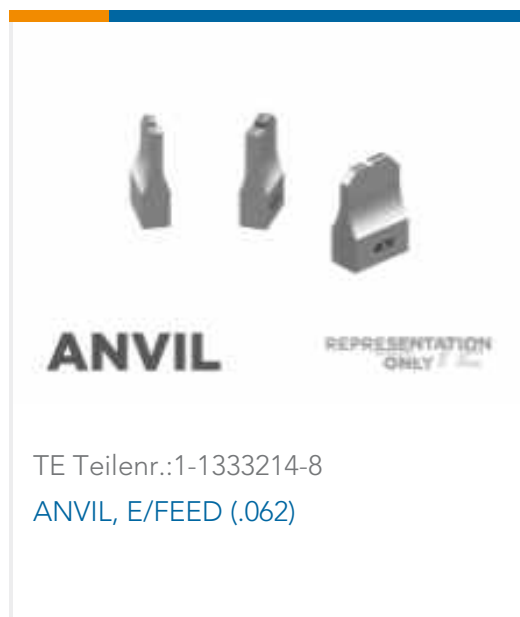 ANVIL
REPRESENTATION
ONLY
TE Teilenr.:1-1333214-8
ANVIL, E/FEED (.062)